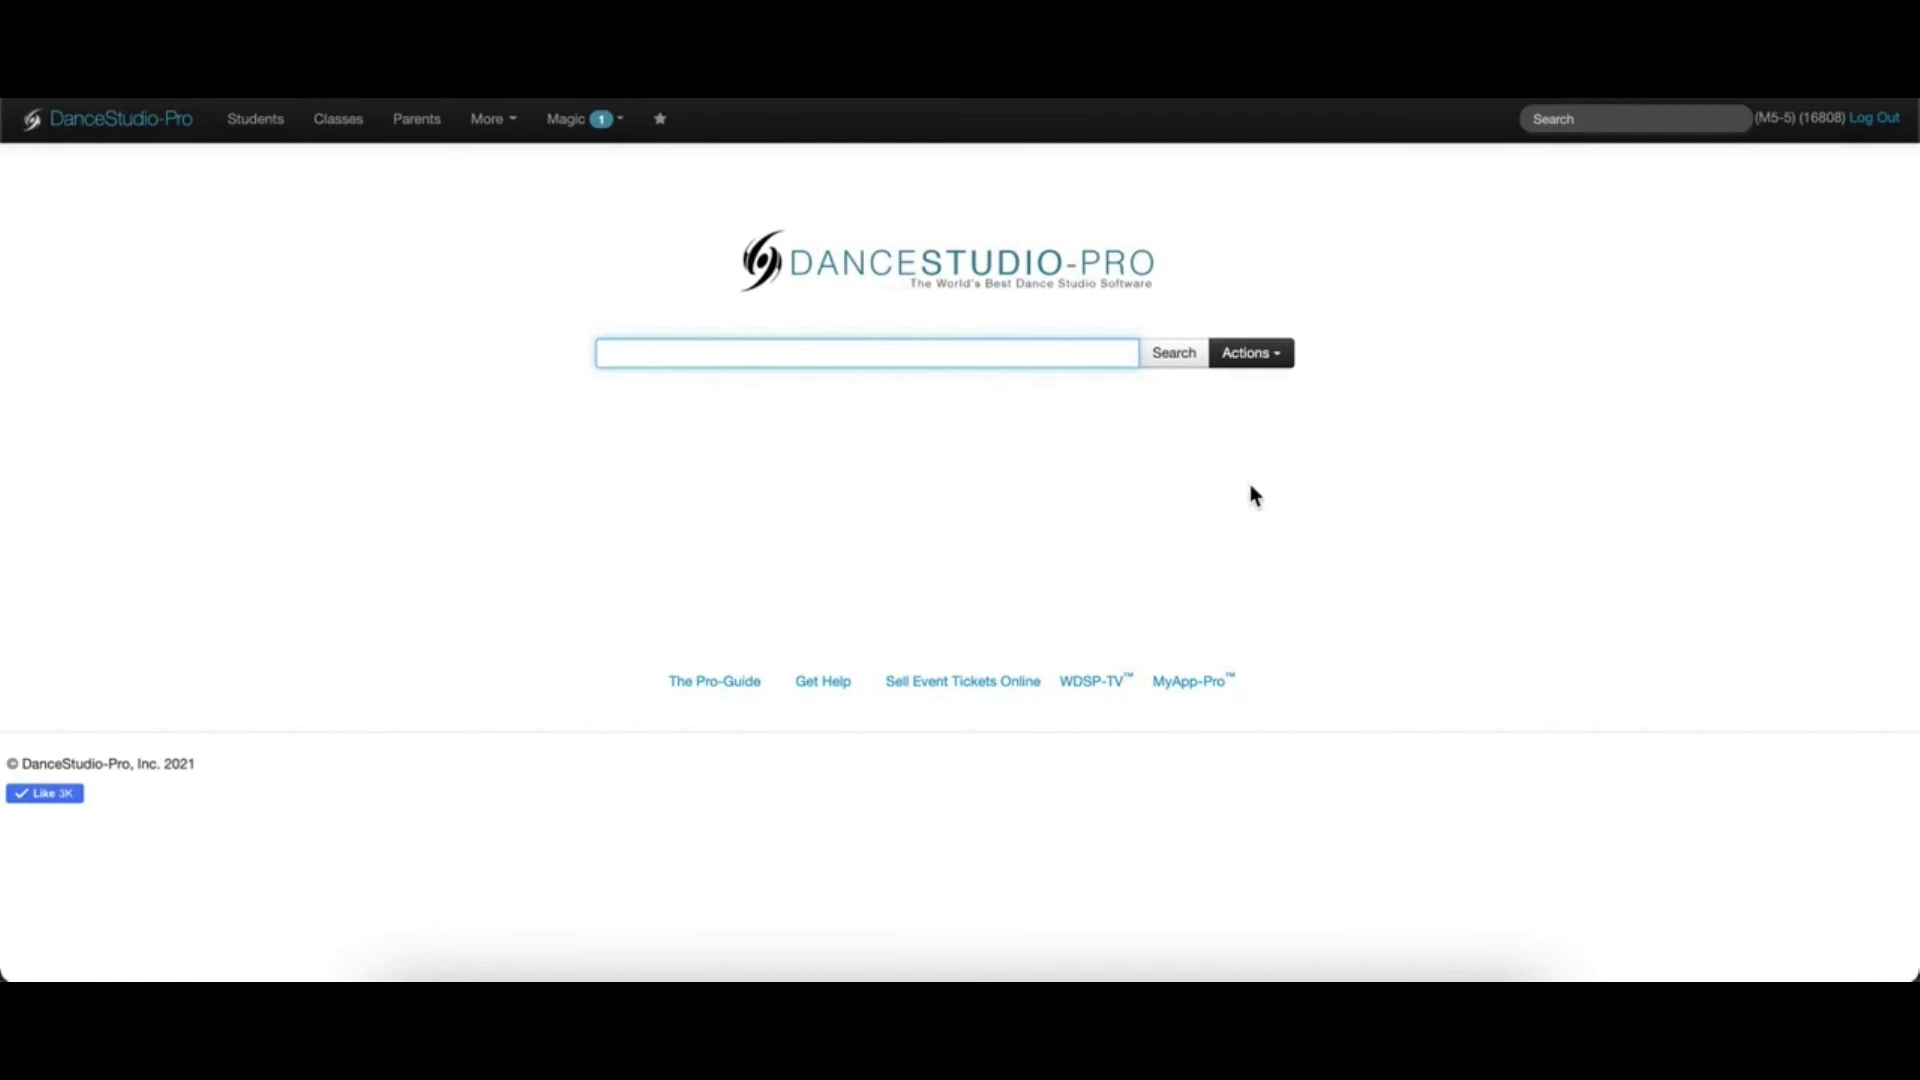 DanceStudio-Pro Students Classes Parents More Magic 1 Search (M5-5) (16808) Log Out
DANCESTUDIO-PRO
The World's Best Dance Studio Software
Search Actions
The Pro-Guide Get Help Sell Event Tickets Online WDSP-TV™ MyApp-Pro™
© DanceStudio-Pro, Inc. 2021
Like 3K